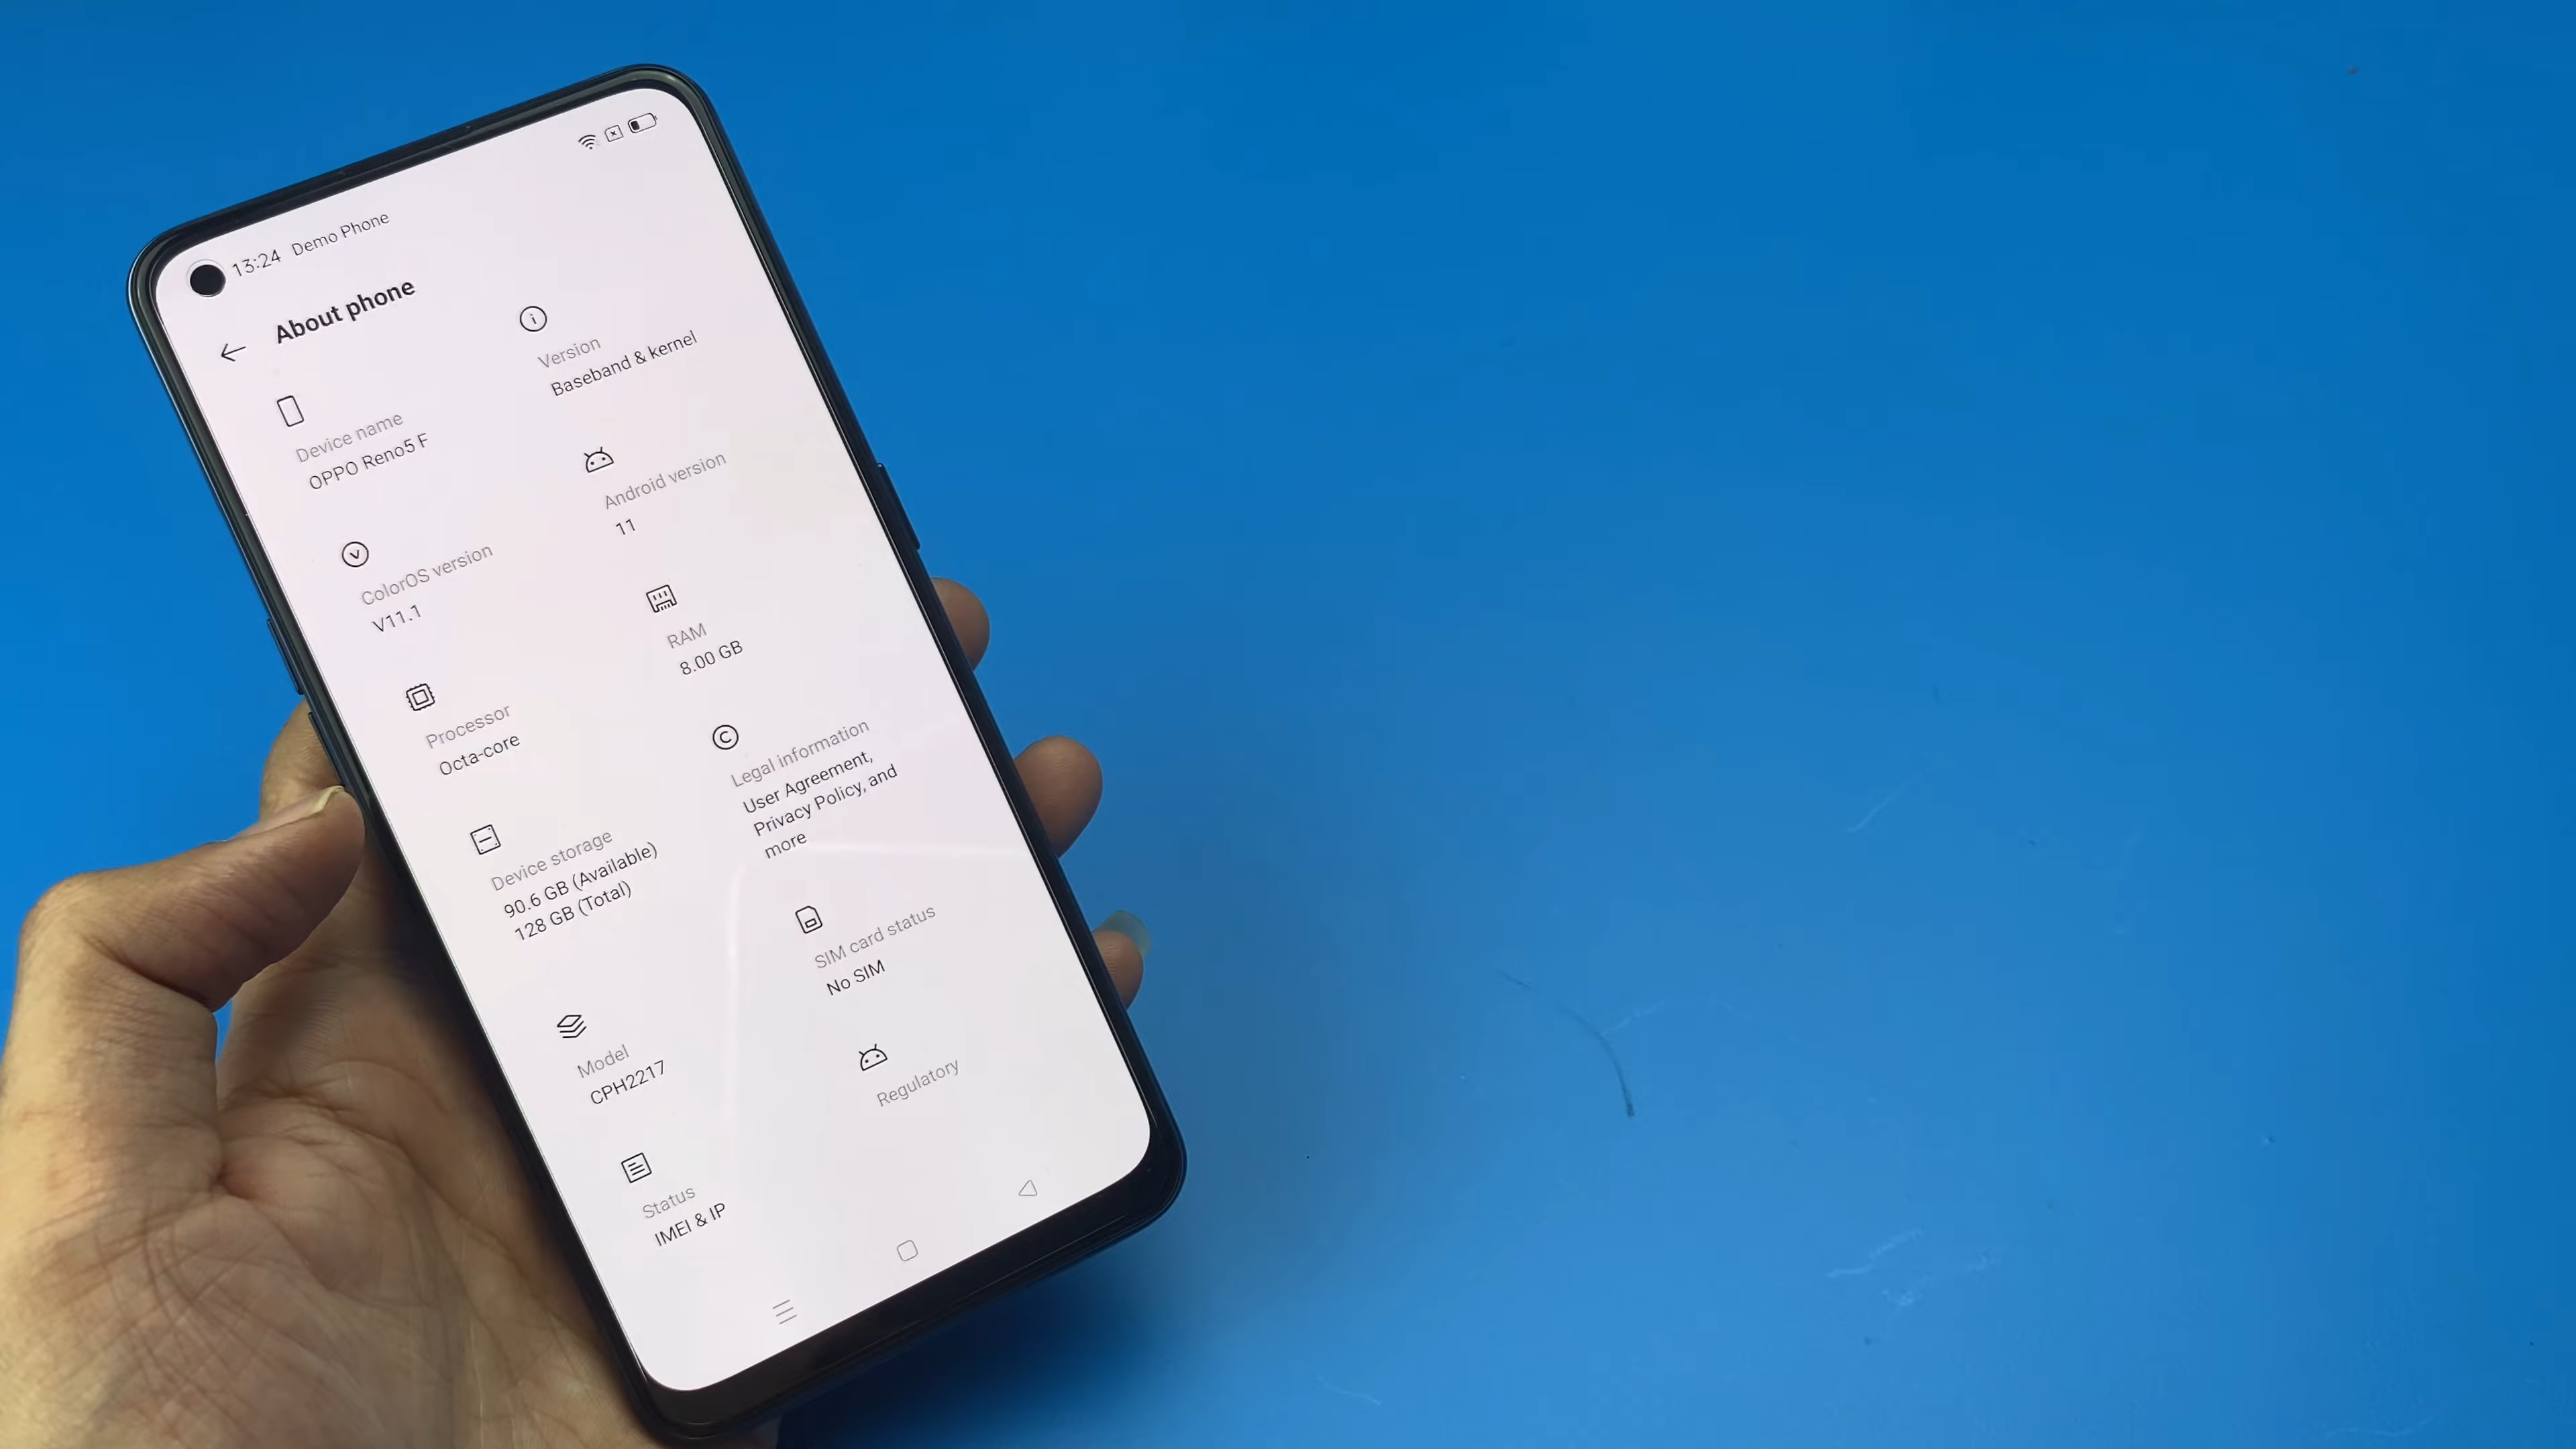 13:24 Demo Phone
About phone
Device name
OPPO Reno5 F
Version
Baseband & kernel
ColorOS version
V11.1
Android version
11
Processor
Octa-core
RAM
8.00 GB
Device storage
90.6 GB (Available)
128 GB (Total)
Legal information
User Agreement,
Privacy Policy, and
more
Model
CPH2217
SIM card status
No SIM
Status
IMEI & IP
Regulatory